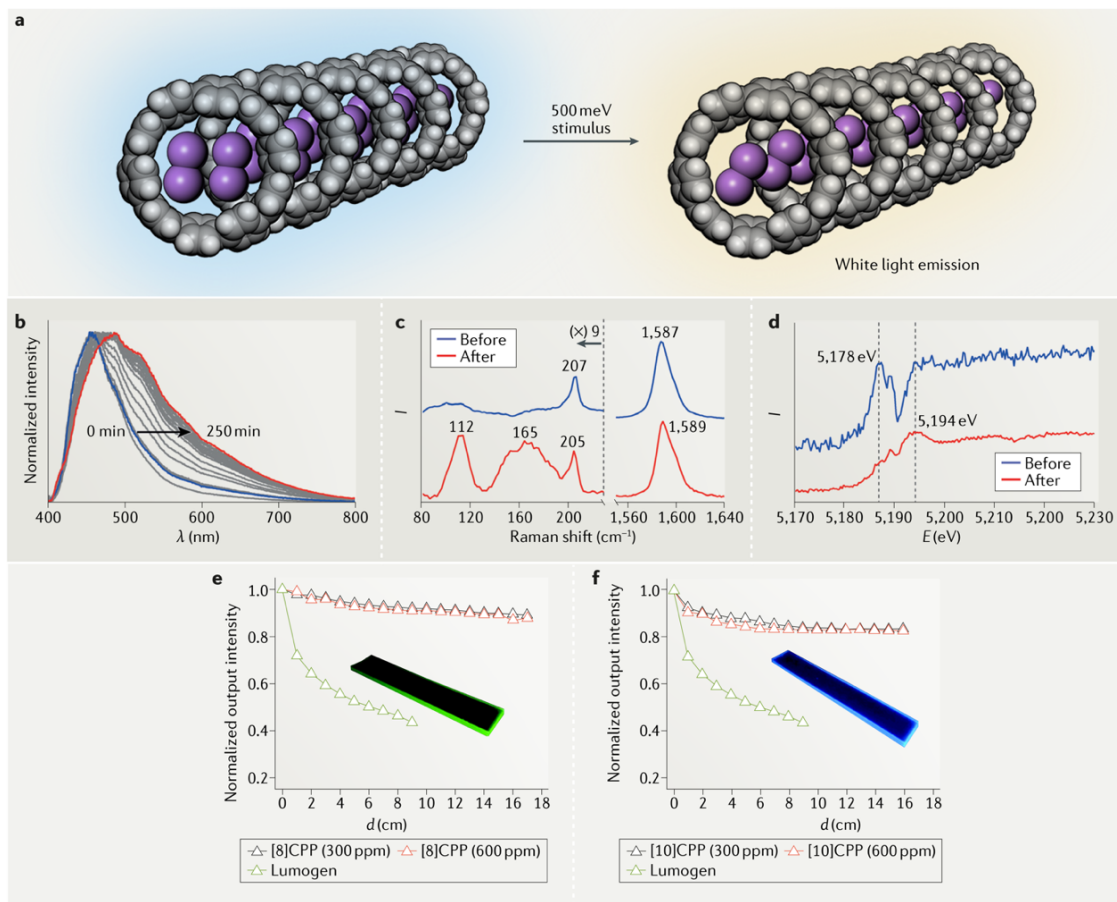 a
500 meV
stimulus
White light emission
b
Normalized intensity
0 min
250 min
400
500
600
700
800
λ (nm)
c
Before
After
(×) 9
1,587
207
I
112
165
205
1,589
80
120
160
200
1,560
1,600
1,640
Raman shift (cm⁻¹)
d
5,178 eV
5,194 eV
I
Before
After
5,170
5,180
5,190
5,200
5,210
5,200
5,230
E (eV)
e
Normalized output intensity
1.0
0.8
0.6
0.4
0.2
0 2 4 6 8 10 12 14 16 18
d (cm)
[8]CPP (300 ppm) [8]CPP (600 ppm)
Lumogen
f
Normalized output intensity
1.0
0.8
0.6
0.4
0.2
0 2 4 6 8 10 12 14 16 18
d (cm)
[10]CPP (300 ppm) [10]CPP (600 ppm)
Lumogen